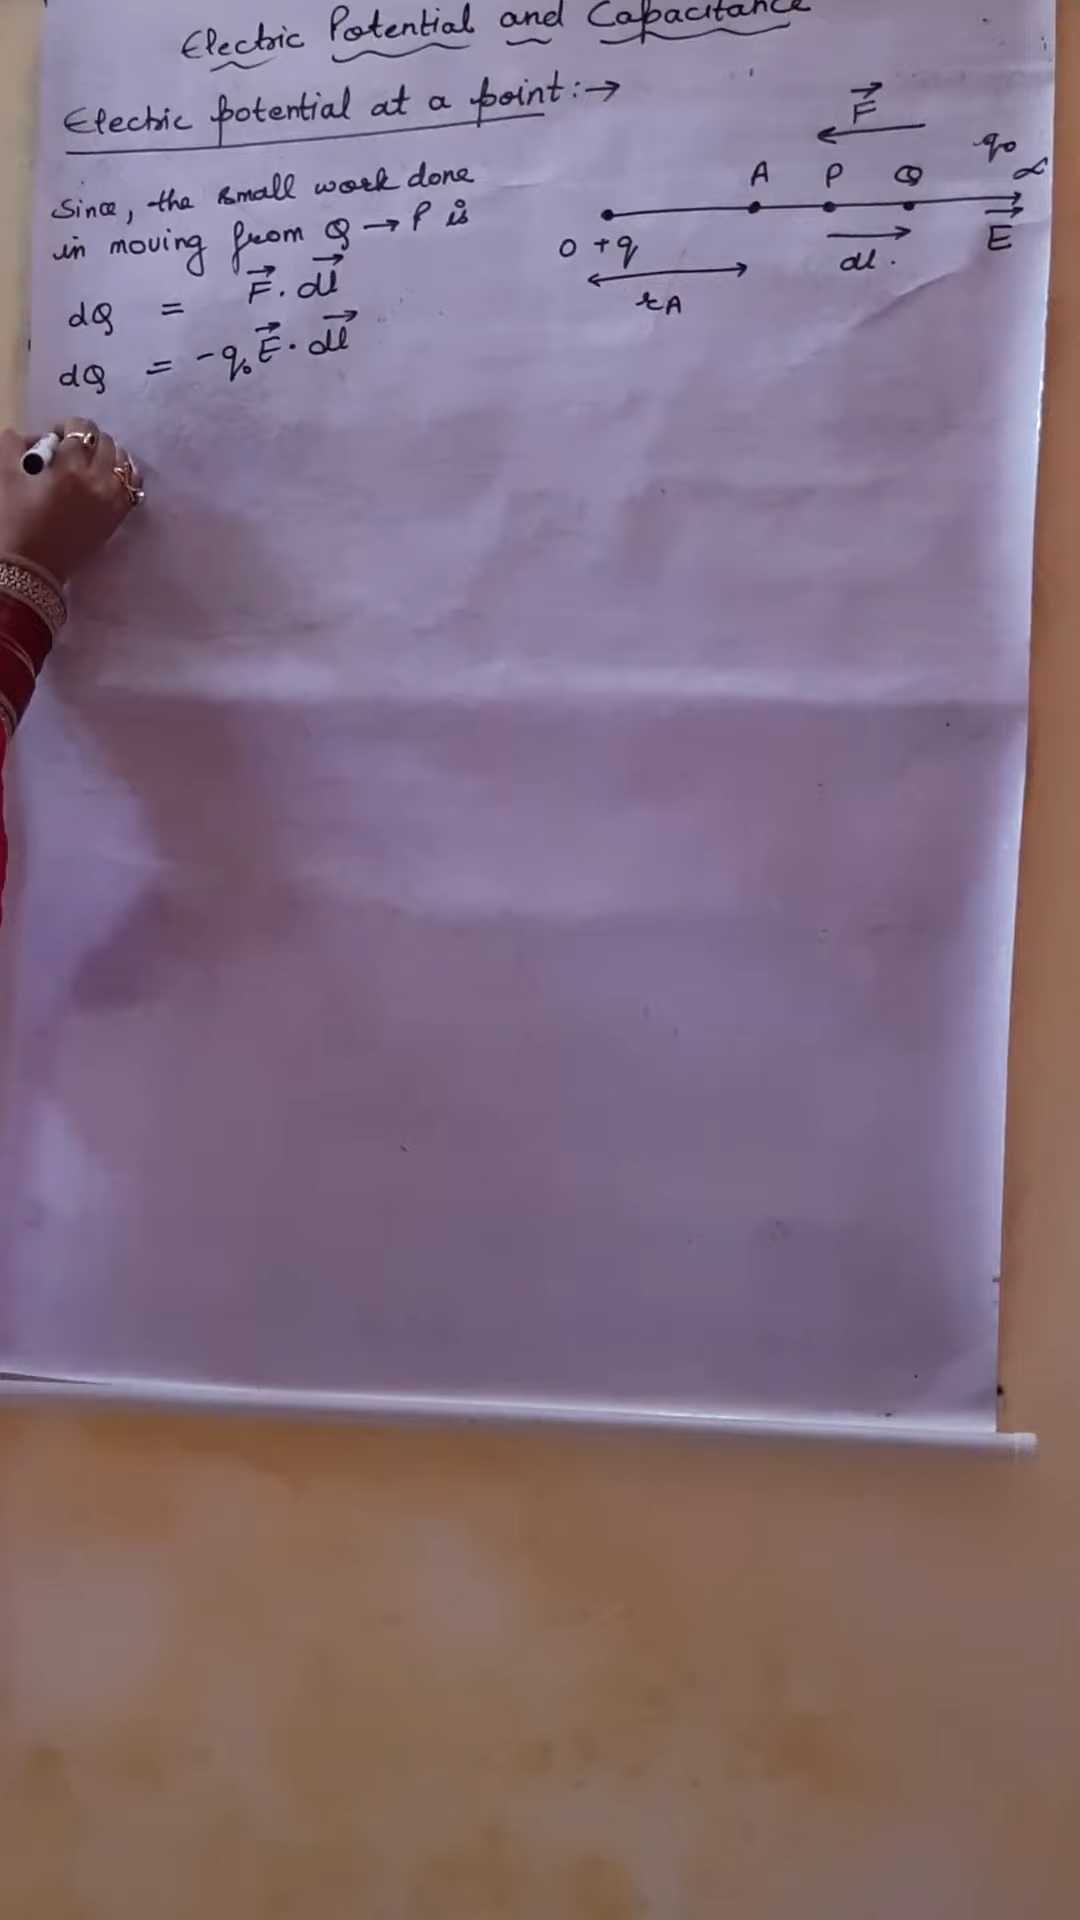 Electric Potential and Capacitance
Electric potential at a point:→
Since, the small work done
in moving from Q → P is
dQ = F⃗. dl⃗
dQ = -q₀ E⃗. dl⃗
F⃗
q₀
A P Q ∝
O +q dl. E⃗
rA